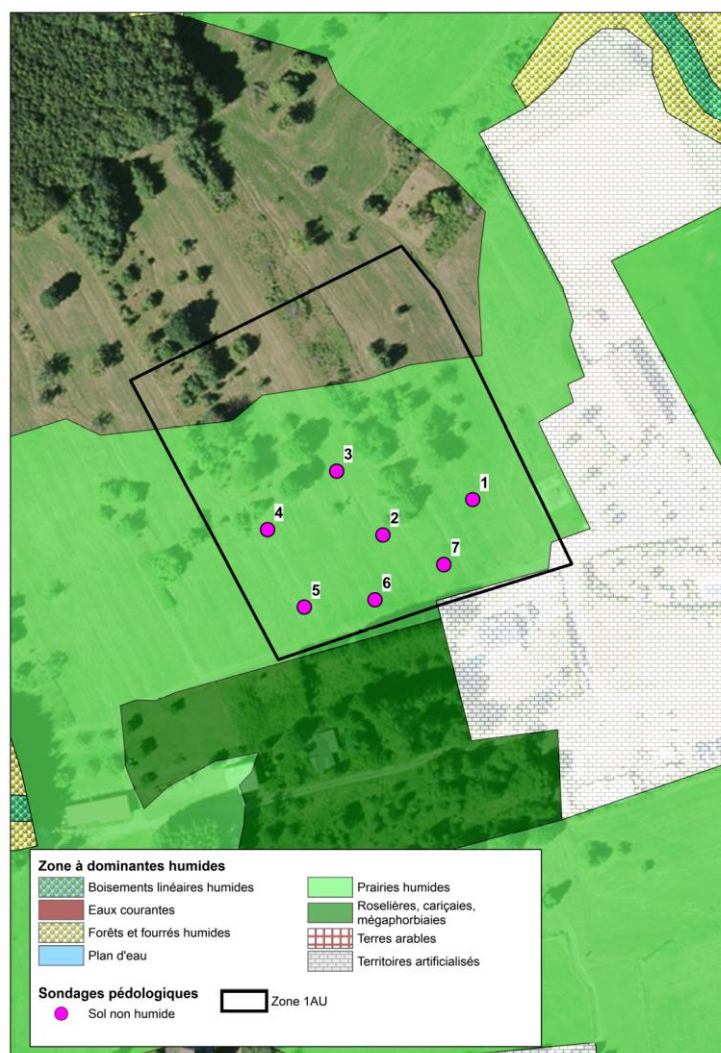 3
1
4
2
7
5
6
Zone à dominantes humides
Boisements linéaires humides
Eaux courantes
Forêts et fourrés humides
Plan d'eau
Prairies humides
Roselières, cariçaies,
mégaphorbiaies
Terres arables
Territoires artificialisés
Sondages pédologiques
Sol non humide
Zone 1AU